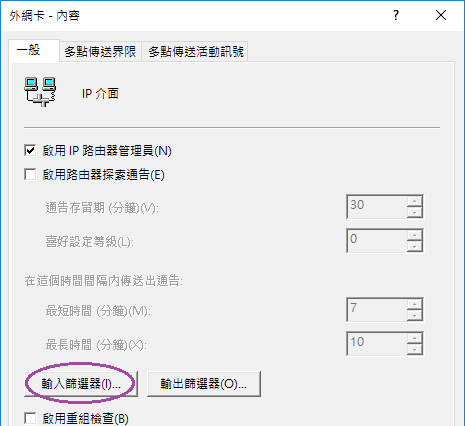 外網卡 - 內容
一般 多點傳送界限 多點傳送活動訊號
IP 介面
啟用 IP 路由器管理員(N)
啟用路由器探索通告(E)
通告存留期 (分鐘)(V): 30
喜好設定等級(L): 0
在這個時間間隔內傳送出通告:
最短時間 (分鐘)(M): 7
最長時間 (分鐘)(X): 10
輸入篩選器(I)... 輸出篩選器(O)...
啟用重組檢查(B)